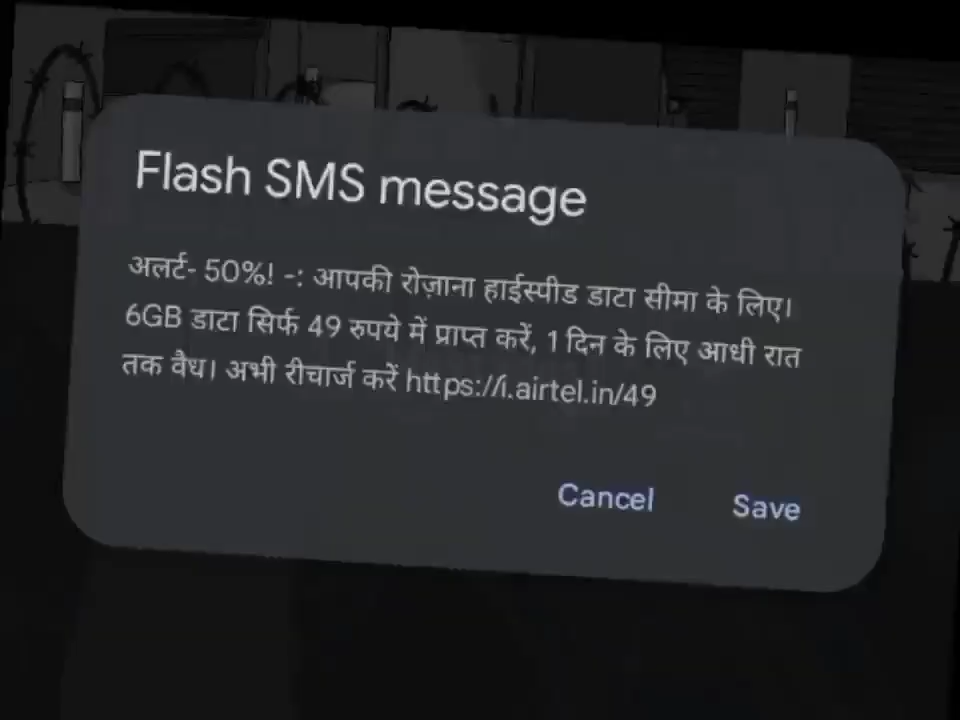 Flash SMS message
अलर्ट- 50%! -: आपकी रोज़ाना हाईस्पीड डाटा सीमा के लिए।
6GB डाटा सिर्फ 49 रुपये में प्राप्त करें, 1 दिन के लिए आधी रात
तक वैध। अभी रीचार्ज करें https://i.airtel.in/49
Cancel
Save